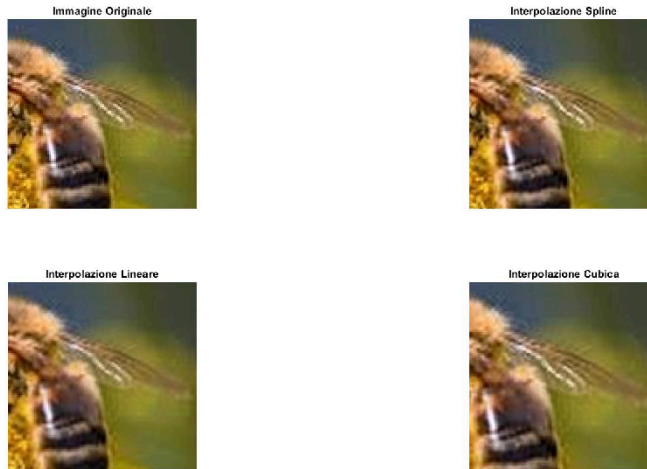 Immagine Originale
Interpolazione Spline
Interpolazione Lineare
Interpolazione Cubica